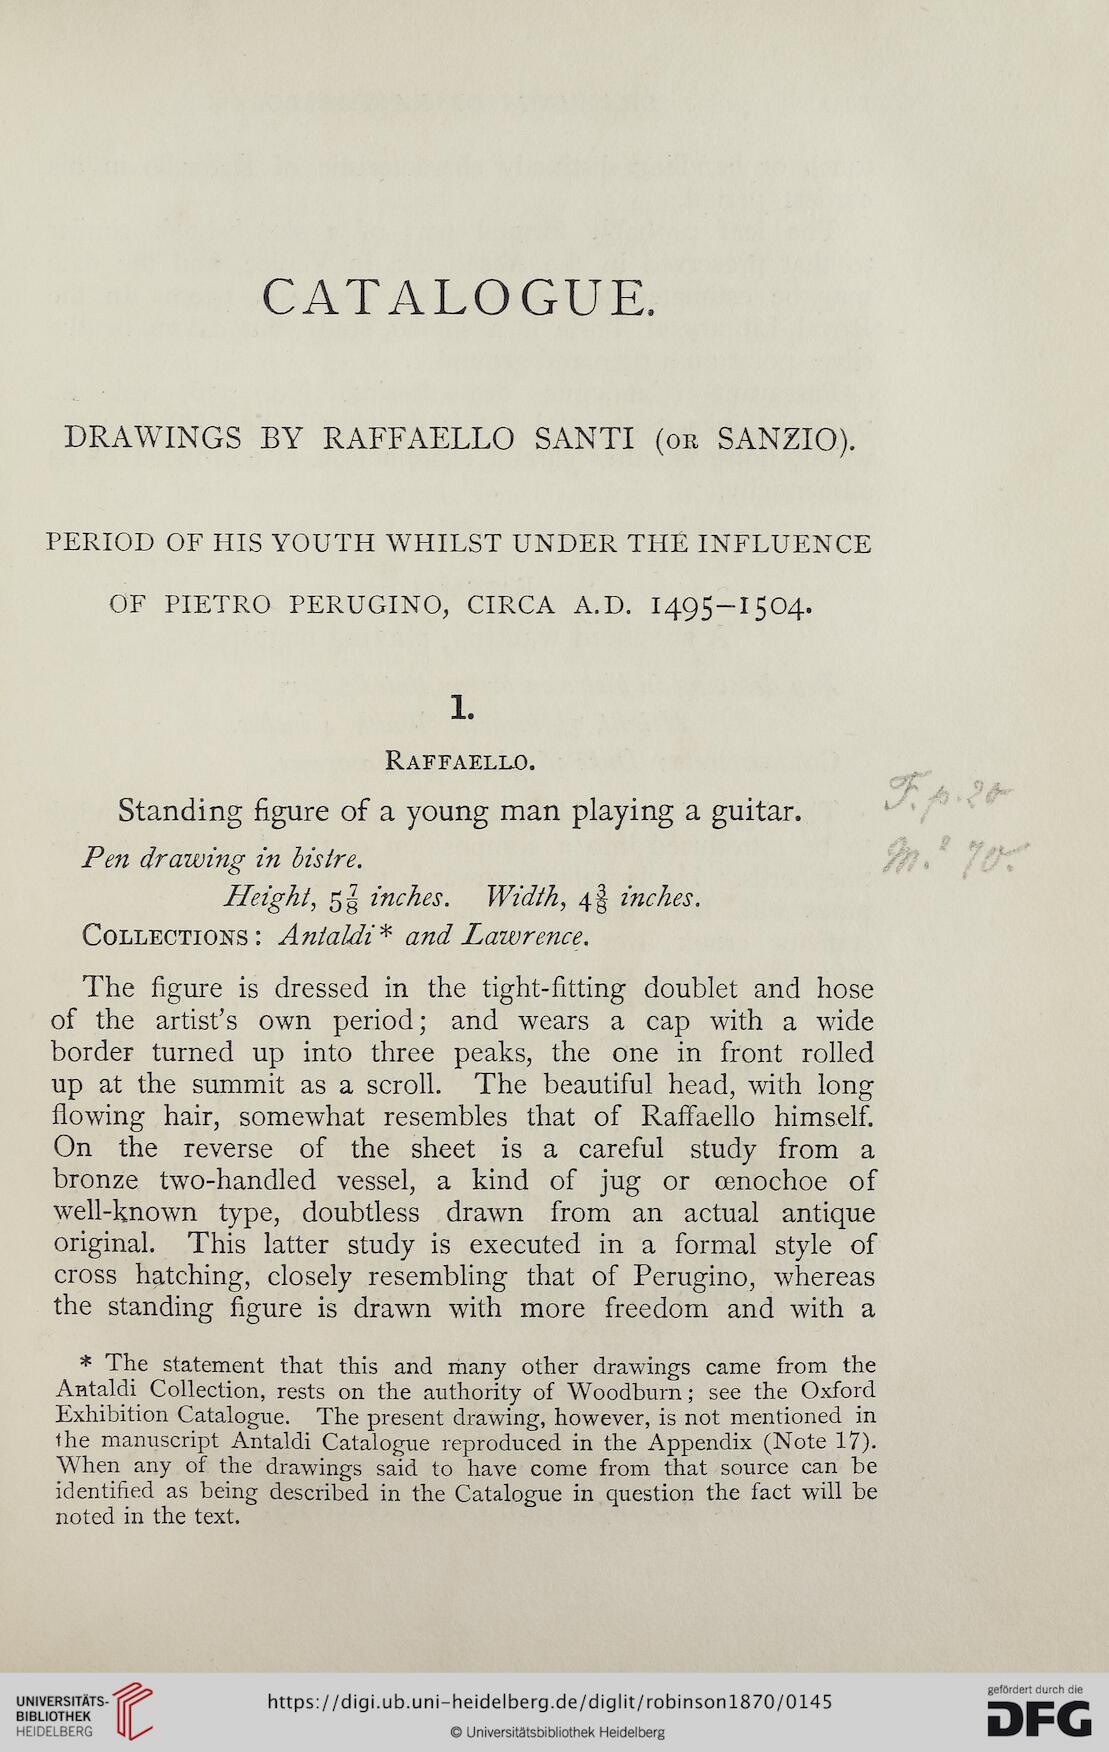 CATALOGUE.
DRAWINGS BY RAFFAELLO SANTI (OR SANZIO).
PERIOD OF HIS YOUTH WHILST UNDER THE INFLUENCE
OF PIETRO PERUGINO, CIRCA A.D. 1495–1504.
1.
RAFFAELLO.
Standing figure of a young man playing a guitar.
F. p. 20
Pen drawing in bistre.
70.
Height, 5⅞ inches. Width, 4⅜ inches.
COLLECTIONS: Antaldi* and Lawrence.
The figure is dressed in the tight-fitting doublet and hose
of the artist's own period; and wears a cap with a wide
border turned up into three peaks, the one in front rolled
up at the summit as a scroll. The beautiful head, with long
flowing hair, somewhat resembles that of Raffaello himself.
On the reverse of the sheet is a careful study from a
bronze two-handled vessel, a kind of jug or œnochoe of
well-known type, doubtless drawn from an actual antique
original. This latter study is executed in a formal style of
cross hatching, closely resembling that of Perugino, whereas
the standing figure is drawn with more freedom and with a
* The statement that this and many other drawings came from the
Antaldi Collection, rests on the authority of Woodburn; see the Oxford
Exhibition Catalogue. The present drawing, however, is not mentioned in
the manuscript Antaldi Catalogue reproduced in the Appendix (Note 17).
When any of the drawings said to have come from that source can be
identified as being described in the Catalogue in question the fact will be
noted in the text.
UNIVERSITÄTS-
BIBLIOTHEK
HEIDELBERG
https://digi.ub.uni-heidelberg.de/diglit/robinson1870/0145
© Universitätsbibliothek Heidelberg
gefördert durch die
DFG